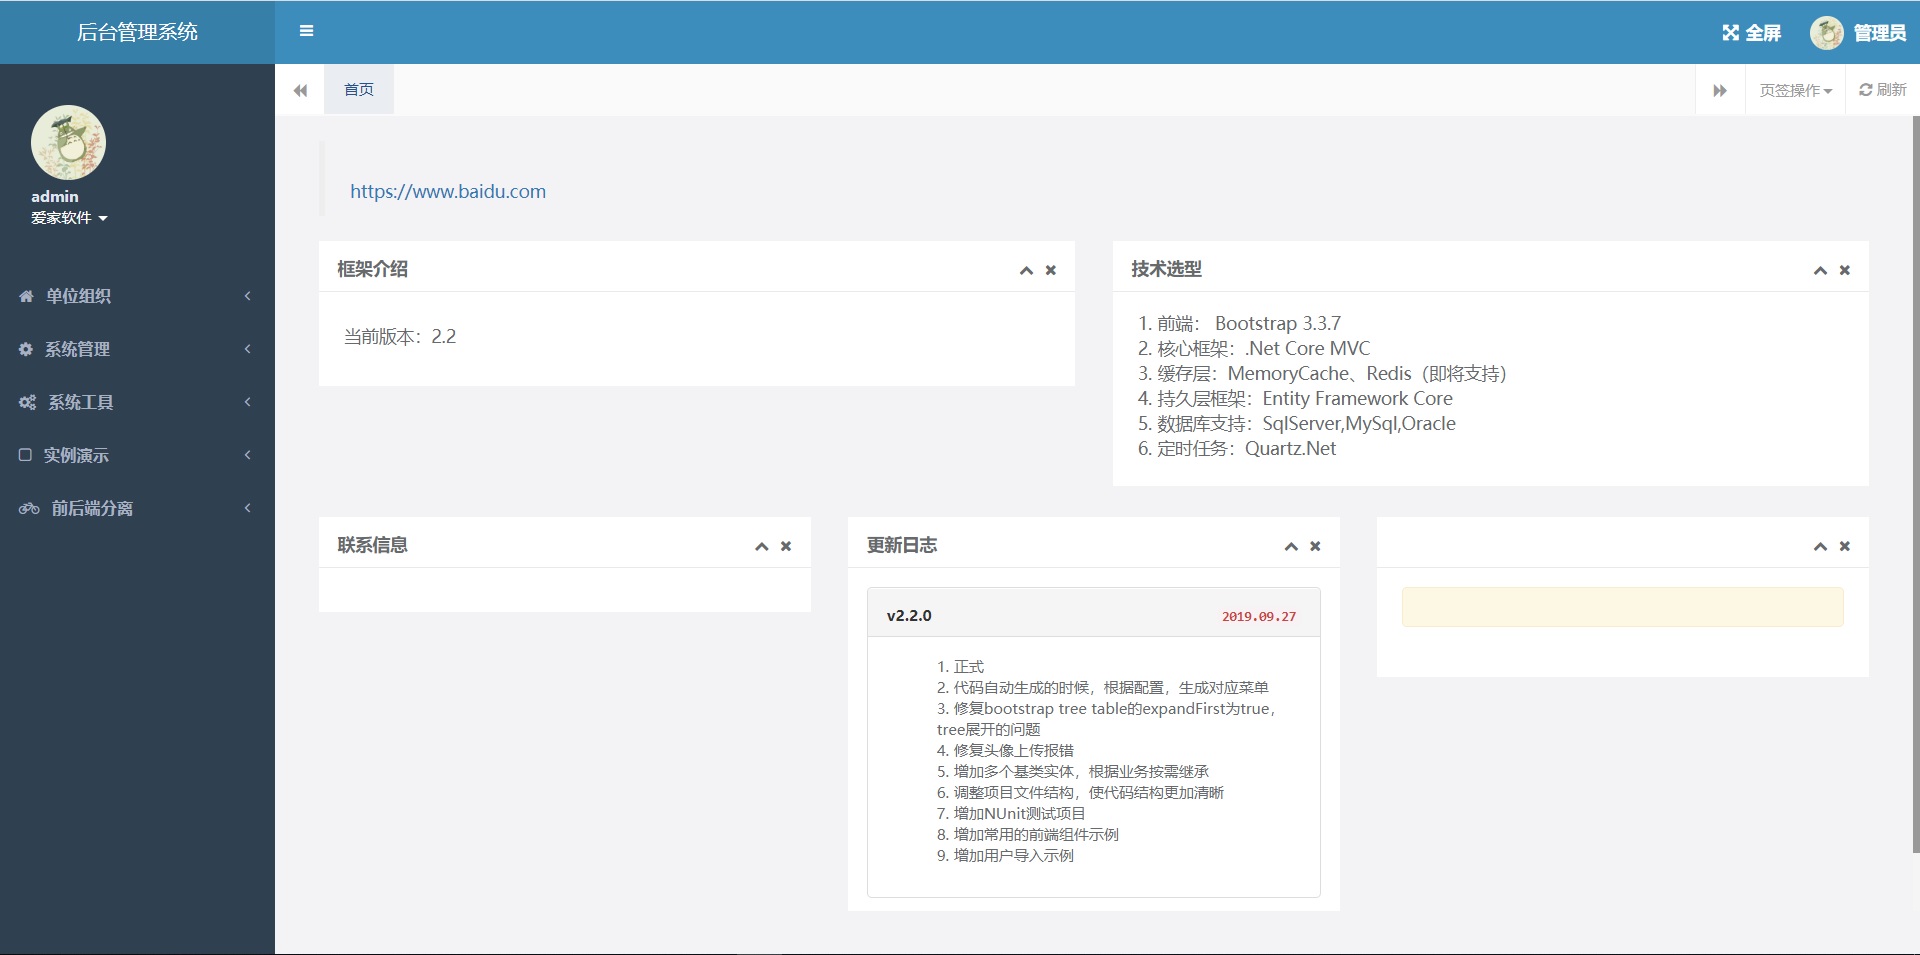 后台管理系统
全屏
管理员
首页
页签操作
刷新
admin
爱家软件
单位组织
系统管理
系统工具
实例演示
前后端分离
https://www.baidu.com
框架介绍
当前版本：2.2
技术选型
1. 前端： Bootstrap 3.3.7
2. 核心框架：.Net Core MVC
3. 缓存层：MemoryCache、Redis（即将支持）
4. 持久层框架：Entity Framework Core
5. 数据库支持：SqlServer,MySql,Oracle
6. 定时任务：Quartz.Net
联系信息
更新日志
v2.2.0 2019.09.27
1. 正式
2. 代码自动生成的时候，根据配置，生成对应菜单
3. 修复bootstrap tree table的expandFirst为true，
tree展开的问题
4. 修复头像上传报错
5. 增加多个基类实体，根据业务按需继承
6. 调整项目文件结构，使代码结构更加清晰
7. 增加NUnit测试项目
8. 增加常用的前端组件示例
9. 增加用户导入示例